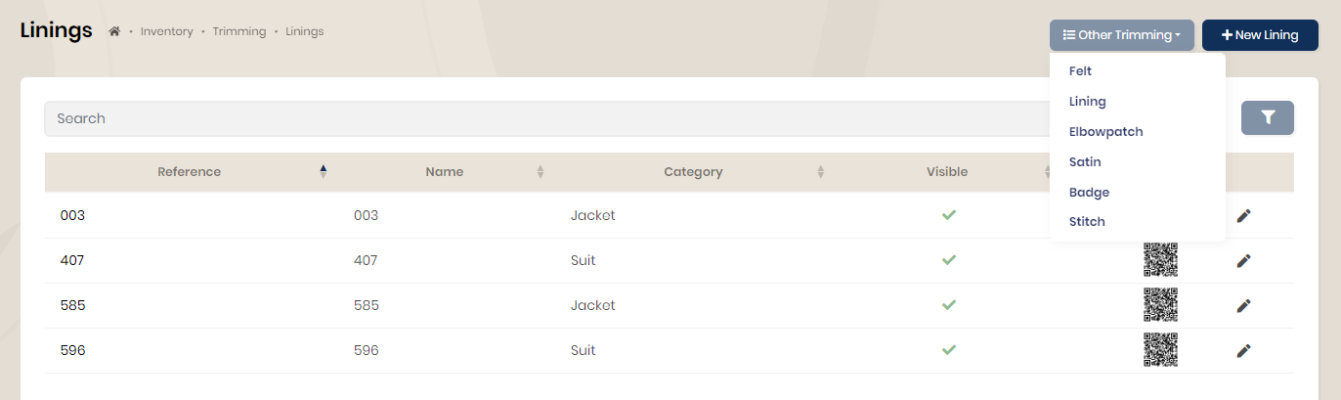 Linings
Inventory • Trimming • Linings
Other Trimming
New Lining
Felt
Lining
Elbowpatch
Satin
Badge
Stitch
Search
Reference Name Category Visible
003 003 Jacket
407 407 Suit
585 585 Jacket
596 596 Suit